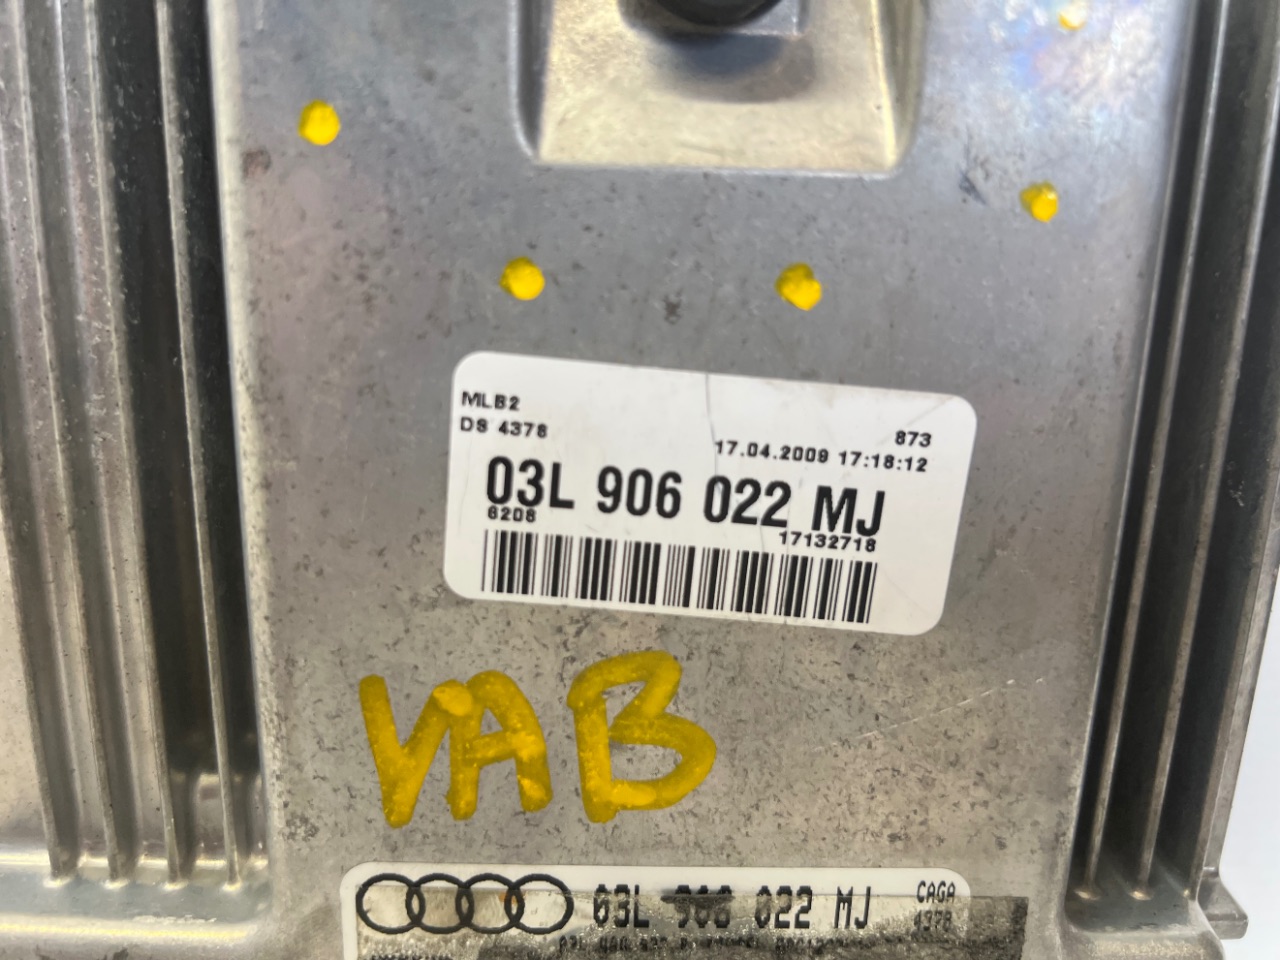 MLB2
DS 4378
873
17.04.2009 17:18:12
03L 906 022 MJ
6208
17132718
VAB
03L 906 022 MJ
CAGA
4378